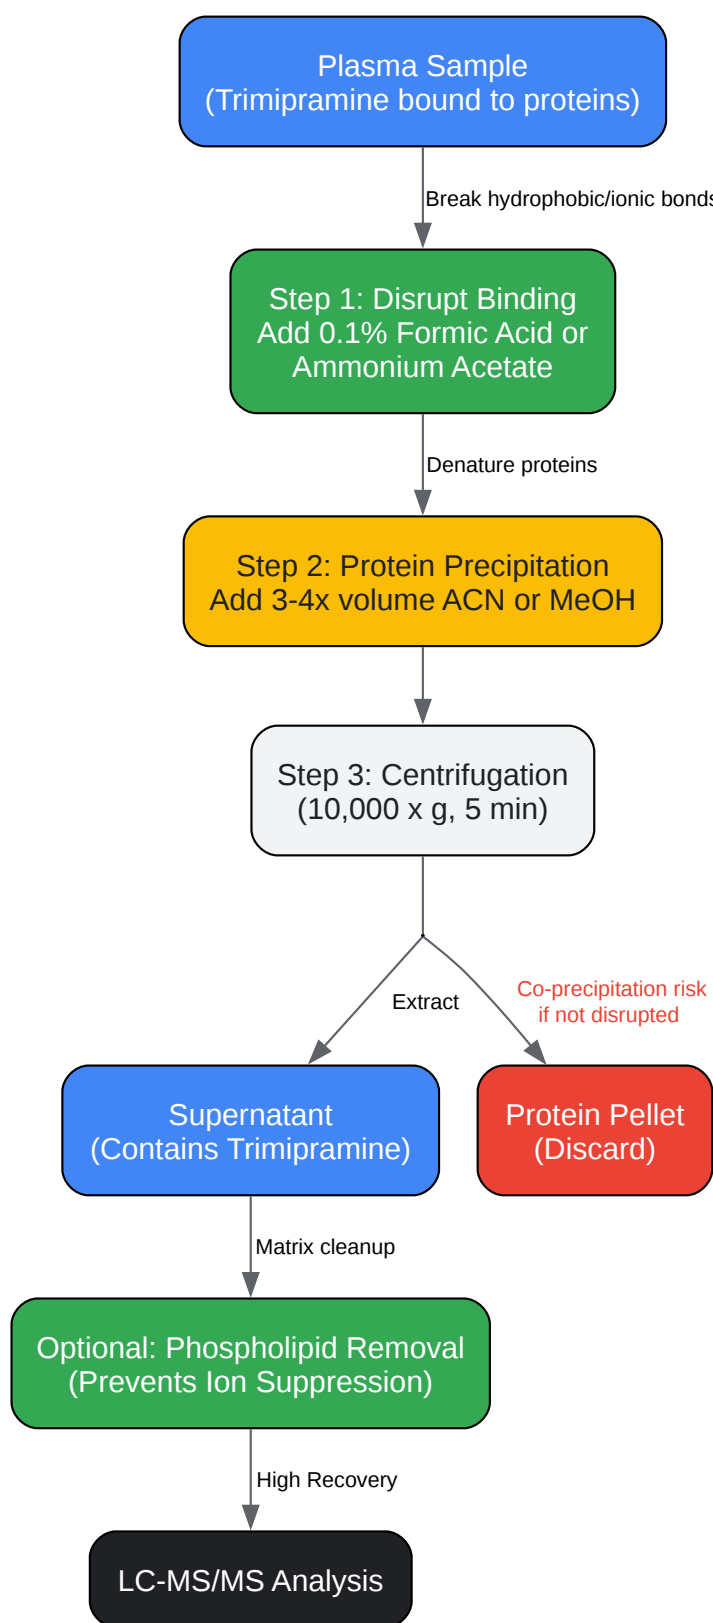 Plasma Sample
(Trimipramine bound to proteins)
Break hydrophobic/ionic bonds
Step 1: Disrupt Binding
Add 0.1% Formic Acid or
Ammonium Acetate
Denature proteins
Step 2: Protein Precipitation
Add 3-4x volume ACN or MeOH
Step 3: Centrifugation
(10,000 x g, 5 min)
Extract
Co-precipitation risk
if not disrupted
Supernatant
(Contains Trimipramine)
Protein Pellet
(Discard)
Matrix cleanup
Optional: Phospholipid Removal
(Prevents Ion Suppression)
High Recovery
LC-MS/MS Analysis